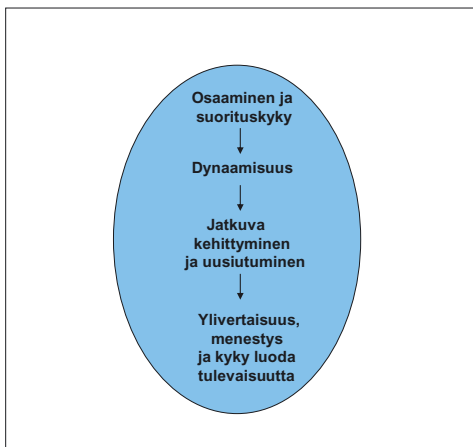 Osaaminen ja
suorituskyky
Dynaamisuus
Jatkuva
kehittyminen
ja uusiutuminen
Ylivertaisuus,
menestys
ja kyky luoda
tulevaisuutta